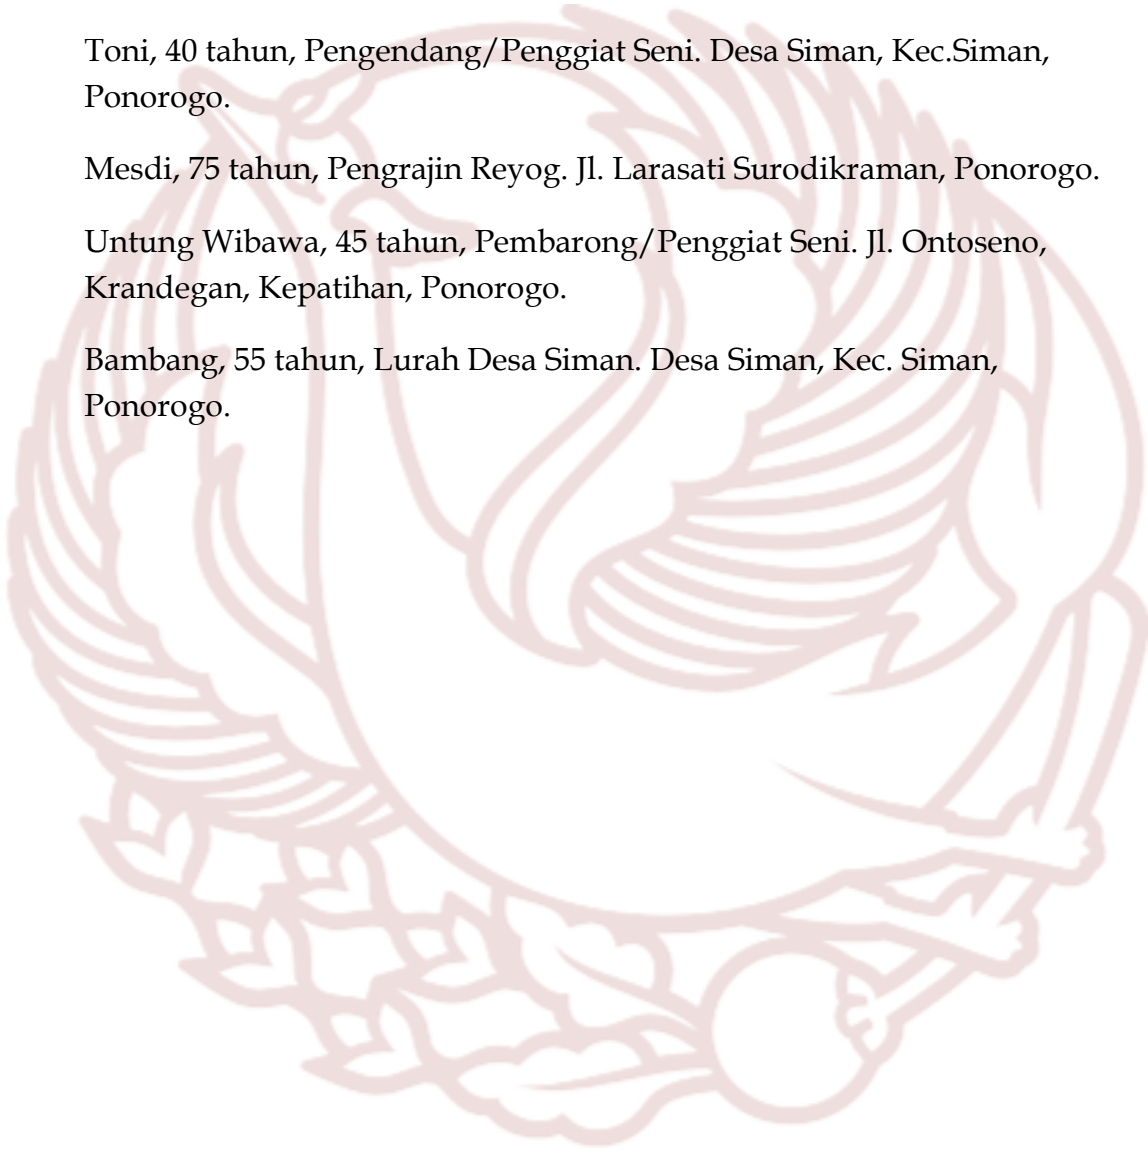 Toni, 40 tahun, Pengendang/Penggiat Seni. Desa Siman, Kec.Siman,
Ponorogo.
Mesdi, 75 tahun, Pengrajin Reyog. Jl. Larasati Surodikraman, Ponorogo.
Untung Wibawa, 45 tahun, Pembarong/Penggiat Seni. Jl. Ontoseno,
Krandegan, Kepatihan, Ponorogo.
Bambang, 55 tahun, Lurah Desa Siman. Desa Siman, Kec. Siman,
Ponorogo.